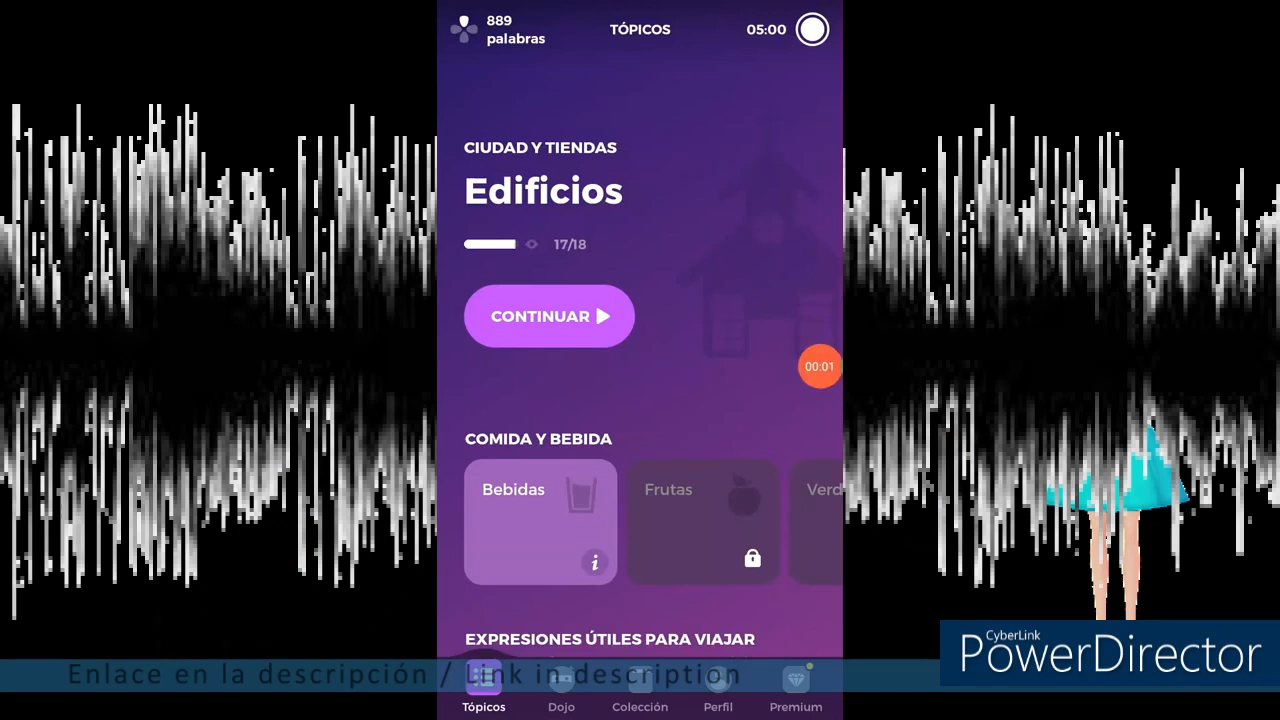 889
palabras
TÓPICOS
05:00
CIUDAD Y TIENDAS
Edificios
17/18
CONTINUAR
00:01
COMIDA Y BEBIDA
Bebidas
i
Frutas
Verd
EXPRESIONES ÚTILES PARA VIAJAR
Enlace en la descripción / Link in description
Tópicos
Dojo
Colección
Perfil
Premium
CyberLink
PowerDirector